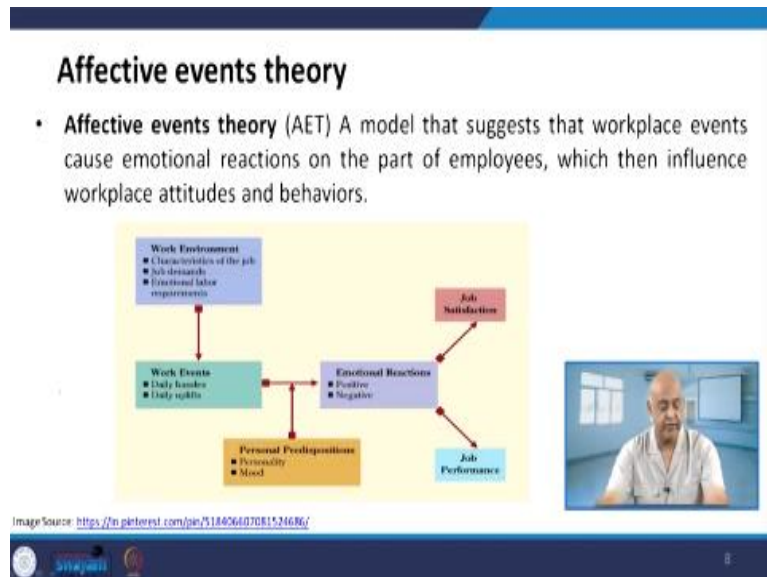 Affective events theory
• Affective events theory (AET) A model that suggests that workplace events
cause emotional reactions on the part of employees, which then influence
workplace attitudes and behaviors.
Work Environment
■ Characteristics of the job
■ Job demands
■ Emotional labor
requirements
Job
Satisfaction
Work Events
■ Daily hassles
■ Daily uplifts
Emotional Reactions
■ Positive
■ Negative
Personal Predispositions
■ Personality
■ Mood
Job
Performance
Image Source: https://in.pinterest.com/pin/518406607081524686/
swayam
8